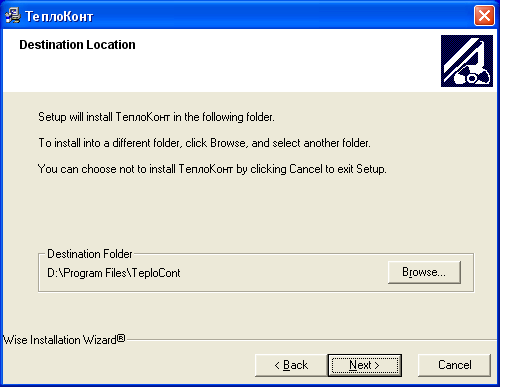 ТеплоКонт
Destination Location
Setup will install ТеплоКонт in the following folder.
To install into a different folder, click Browse, and select another folder.
You can choose not to install ТеплоКонт by clicking Cancel to exit Setup.
Destination Folder
D:\Program Files\TeploCont
Browse...
Wise Installation Wizard®
< Back
Next >
Cancel